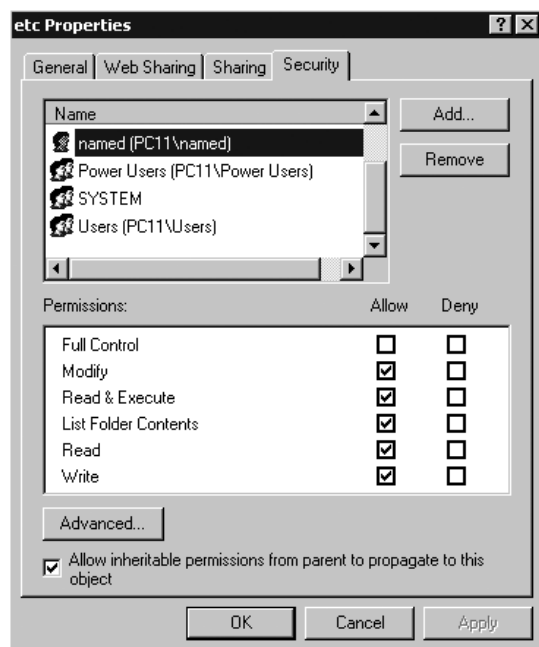 etc Properties
General Web Sharing Sharing Security
Name
Add...
named (PC11\named)
Power Users (PC11\Power Users)
Remove
SYSTEM
Users (PC11\Users)
Permissions: Allow Deny
Full Control
Modify
Read & Execute
List Folder Contents
Read
Write
Advanced...
Allow inheritable permissions from parent to propagate to this
object
OK Cancel Apply